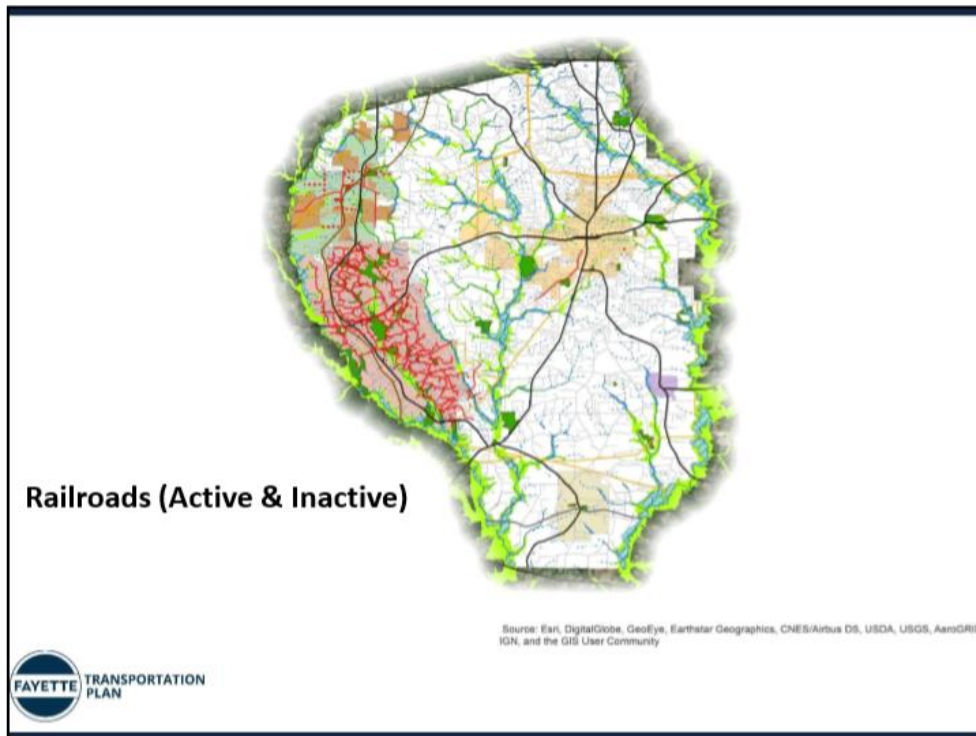 Railroads (Active & Inactive)
Source: Esri, DigitalGlobe, GeoEye, Earthstar Geographics, CNES/Airbus DS, USDA, USGS, AeroGRI
IGN, and the GIS User Community
FAYETTE TRANSPORTATION
PLAN